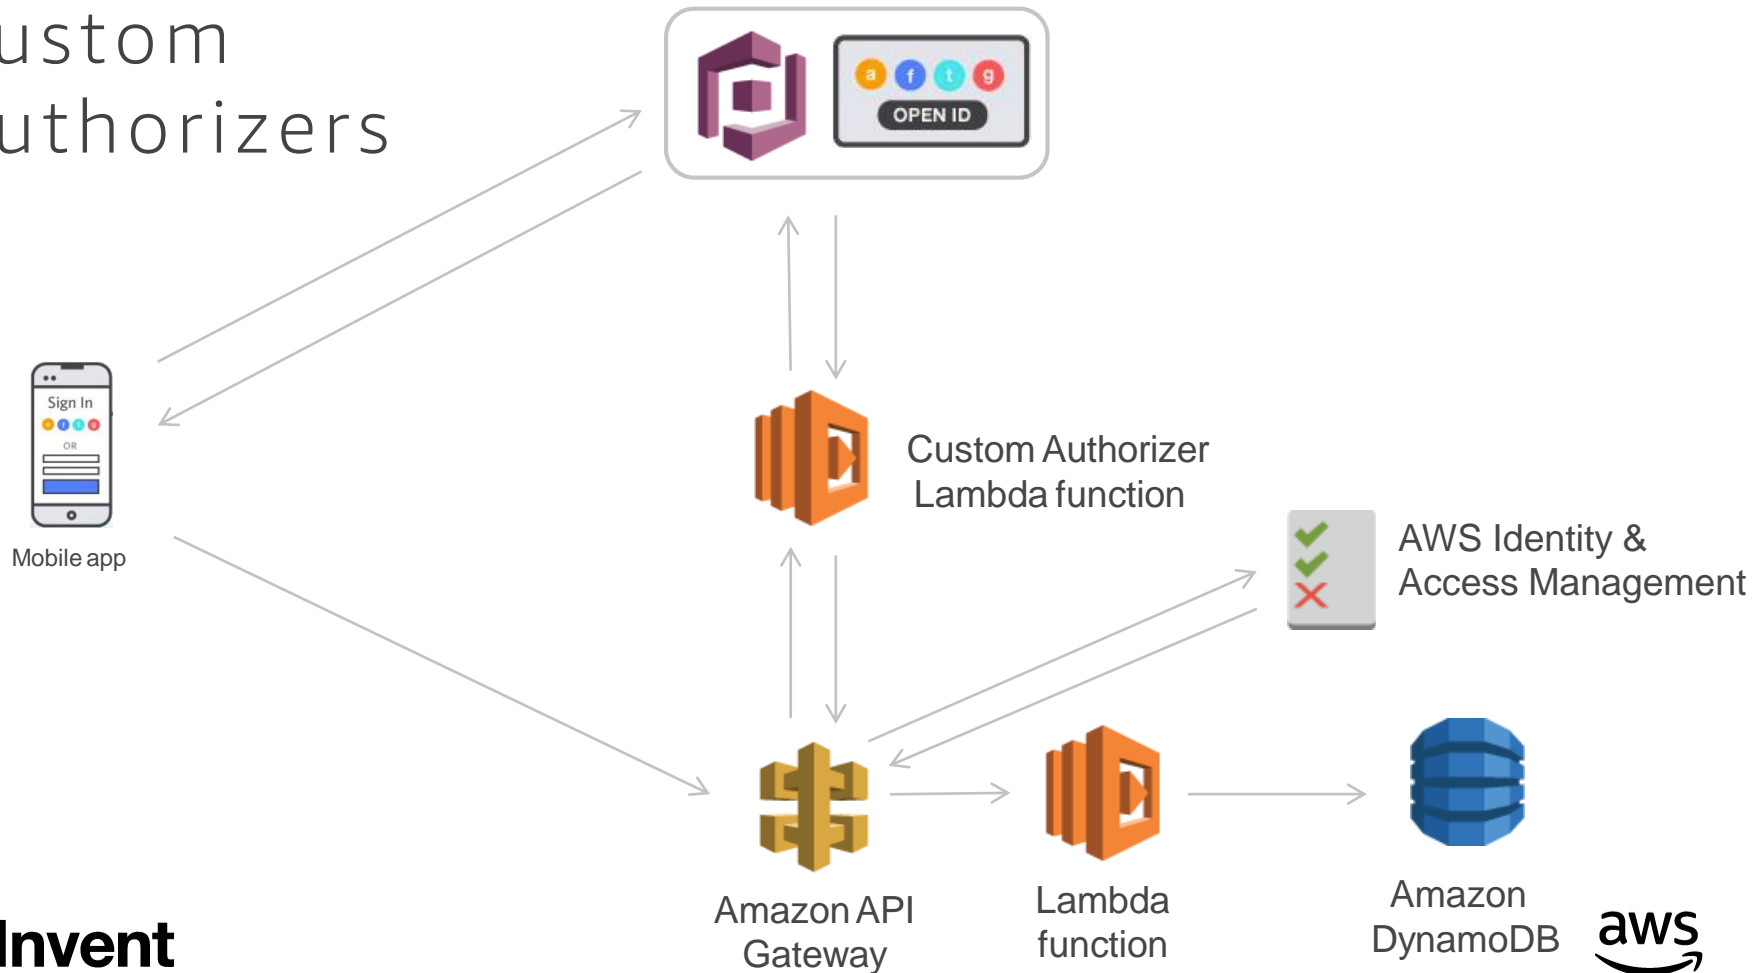 ustom
uthorizers
a f t g
OPEN ID
Sign In
a f t g
OR
Mobile app
Custom Authorizer
Lambda function
AWS Identity &
Access Management
Amazon API
Gateway
Lambda
function
Amazon
DynamoDB
Invent
aws